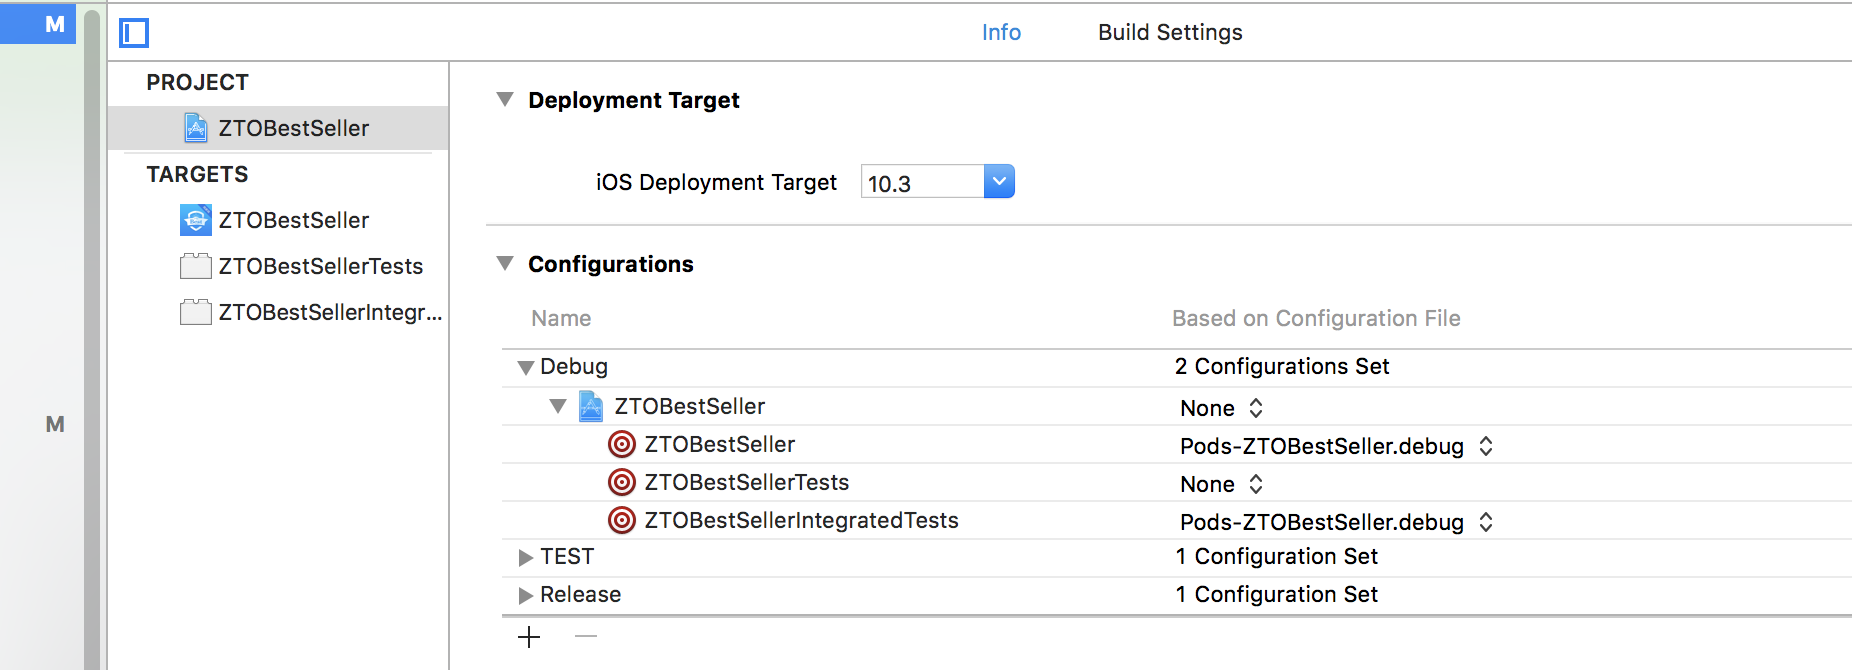 M
Info Build Settings
PROJECT
ZTOBestSeller
TARGETS
ZTOBestSeller
ZTOBestSellerTests
ZTOBestSellerIntegr...
M
Deployment Target
iOS Deployment Target 10.3
Configurations
Name Based on Configuration File
Debug 2 Configurations Set
ZTOBestSeller None
ZTOBestSeller Pods-ZTOBestSeller.debug
ZTOBestSellerTests None
ZTOBestSellerIntegratedTests Pods-ZTOBestSeller.debug
TEST 1 Configuration Set
Release 1 Configuration Set